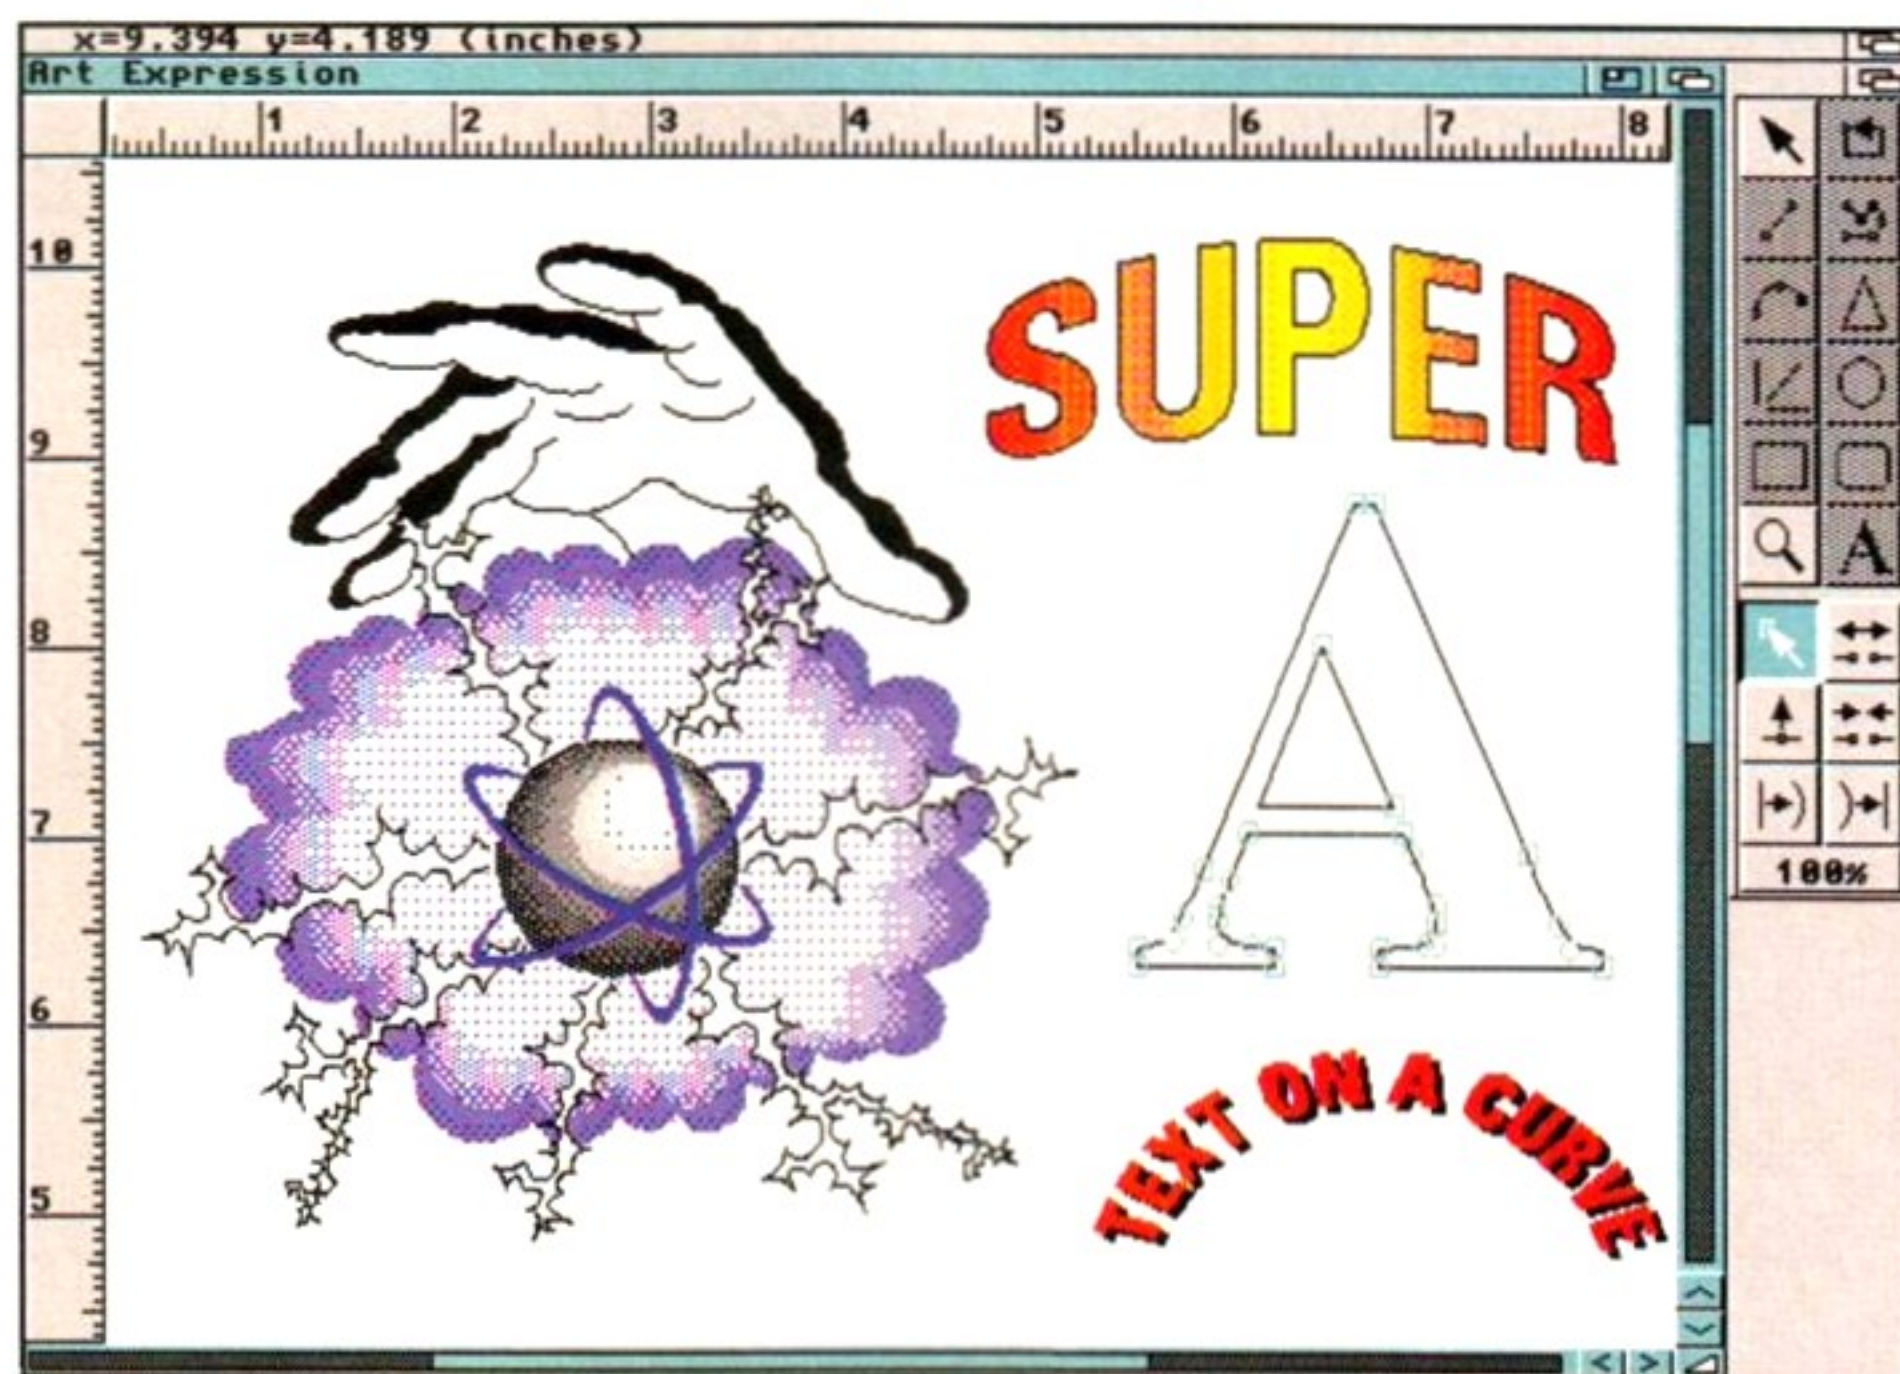 x=9.394 y=4.189 (inches)
Art Expression
1 2 3 4 5 6 7 8
10
9
8
7
6
5
SUPER
A
TEXT ON A CURVE
A
100%